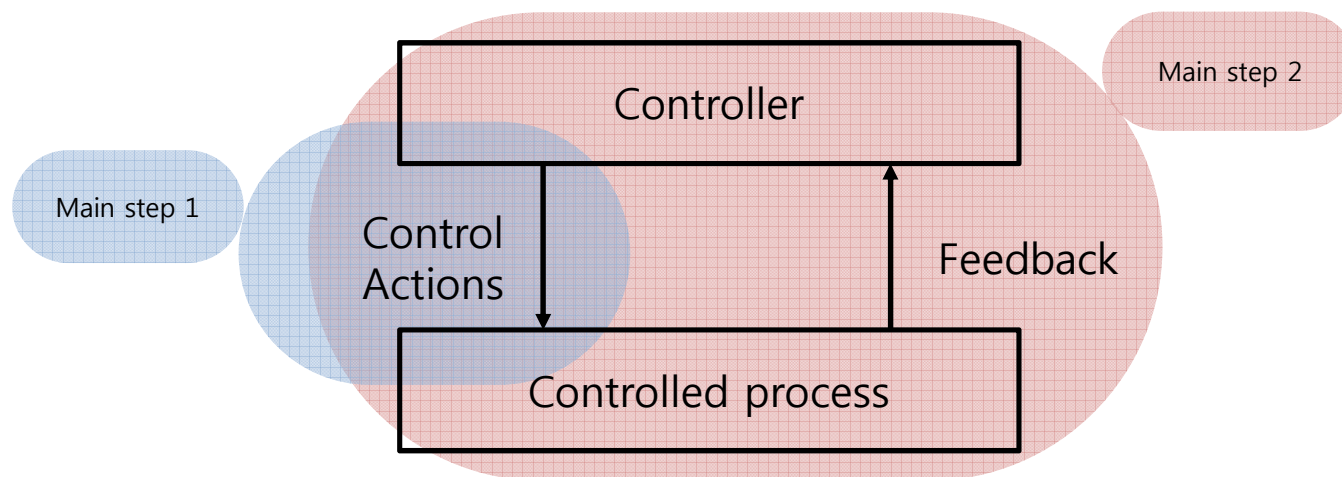 Main step 2
Controller
Main step 1
Control
Actions
Feedback
Controlled process